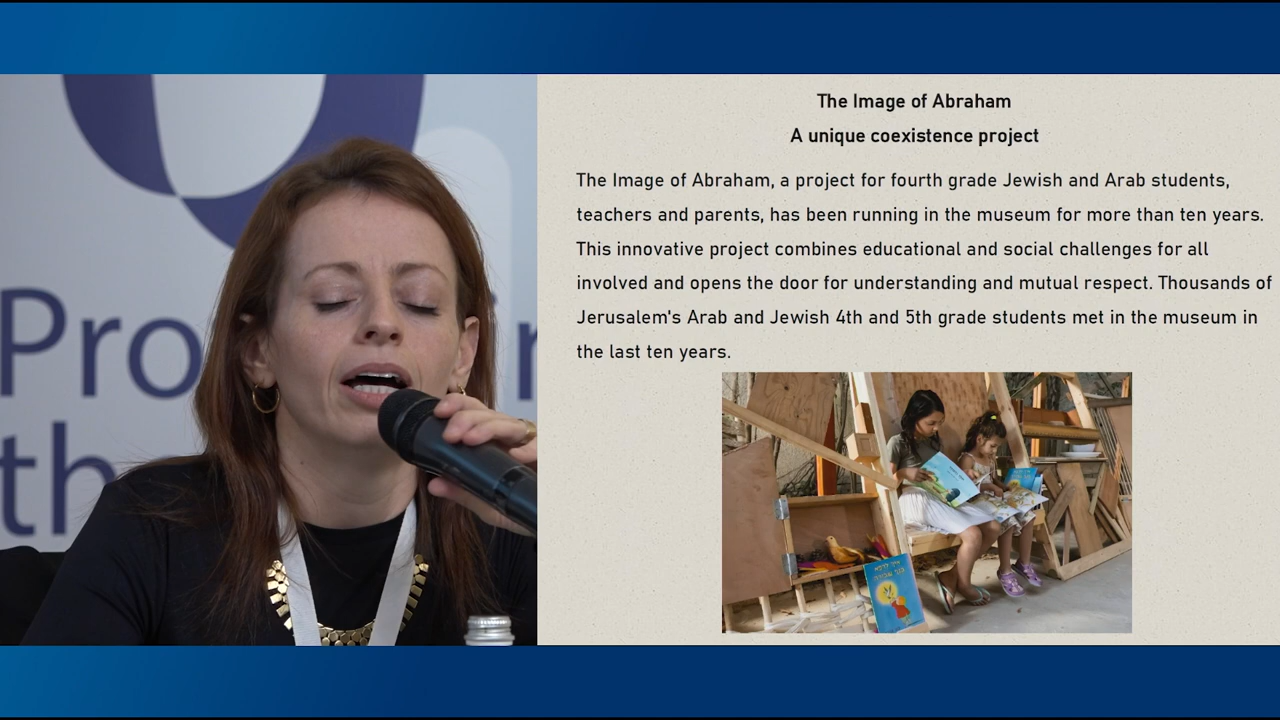 Pro
th
The Image of Abraham
A unique coexistence project
The Image of Abraham, a project for fourth grade Jewish and Arab students,
teachers and parents, has been running in the museum for more than ten years.
This innovative project combines educational and social challenges for all
involved and opens the door for understanding and mutual respect. Thousands of
Jerusalem's Arab and Jewish 4th and 5th grade students met in the museum in
the last ten years.